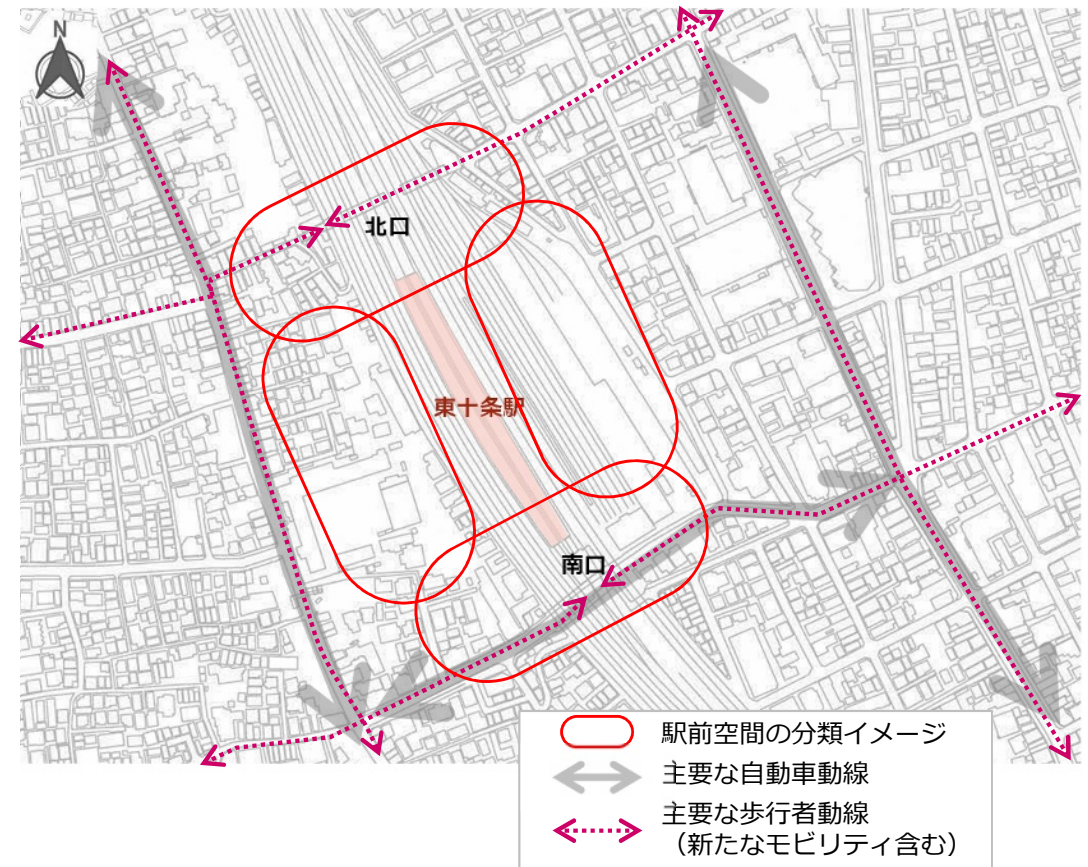 N
北口
東十条駅
南口
駅前空間の分類イメージ
主要な自動車動線
主要な歩行者動線
（新たなモビリティ含む）